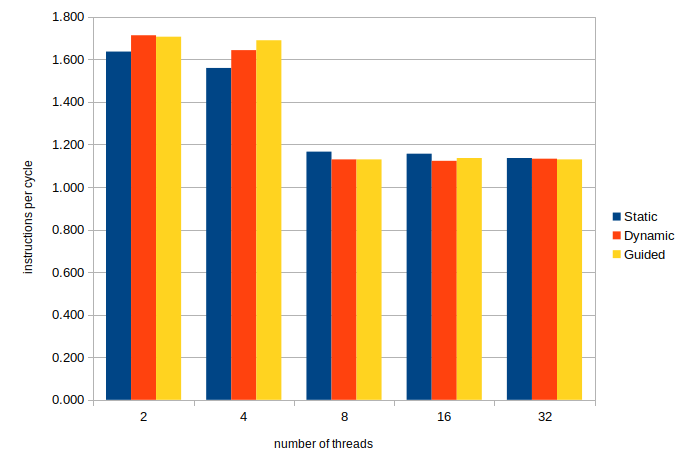 1.800
1.600
1.400
1.200
1.000
0.800
0.600
0.400
0.200
0.000
instructions per cycle
2 4 8 16 32
number of threads
Static
Dynamic
Guided